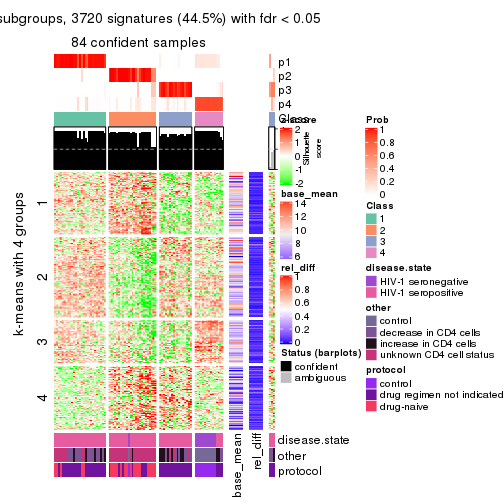 subgroups, 3720 signatures (44.5%) with fdr < 0.05
84 confident samples
p1
p2
p3
p4
Class
Silhouette
score
k-means with 4 groups
1
2
3
4
base_mean
rel_diff
disease.state
other
protocol
z-score
2
1
0
-1
-2
base_mean
14
12
10
8
6
rel_diff
1
0.8
0.6
0.4
0.2
0
Status (barplots)
confident
ambiguous
Prob
1
0.8
0.6
0.4
0.2
0
Class
1
2
3
4
disease.state
HIV-1 seronegative
HIV-1 seropositive
other
control
decrease in CD4 cells
increase in CD4 cells
unknown CD4 cell status
protocol
control
drug regimen not indicated
drug-naive